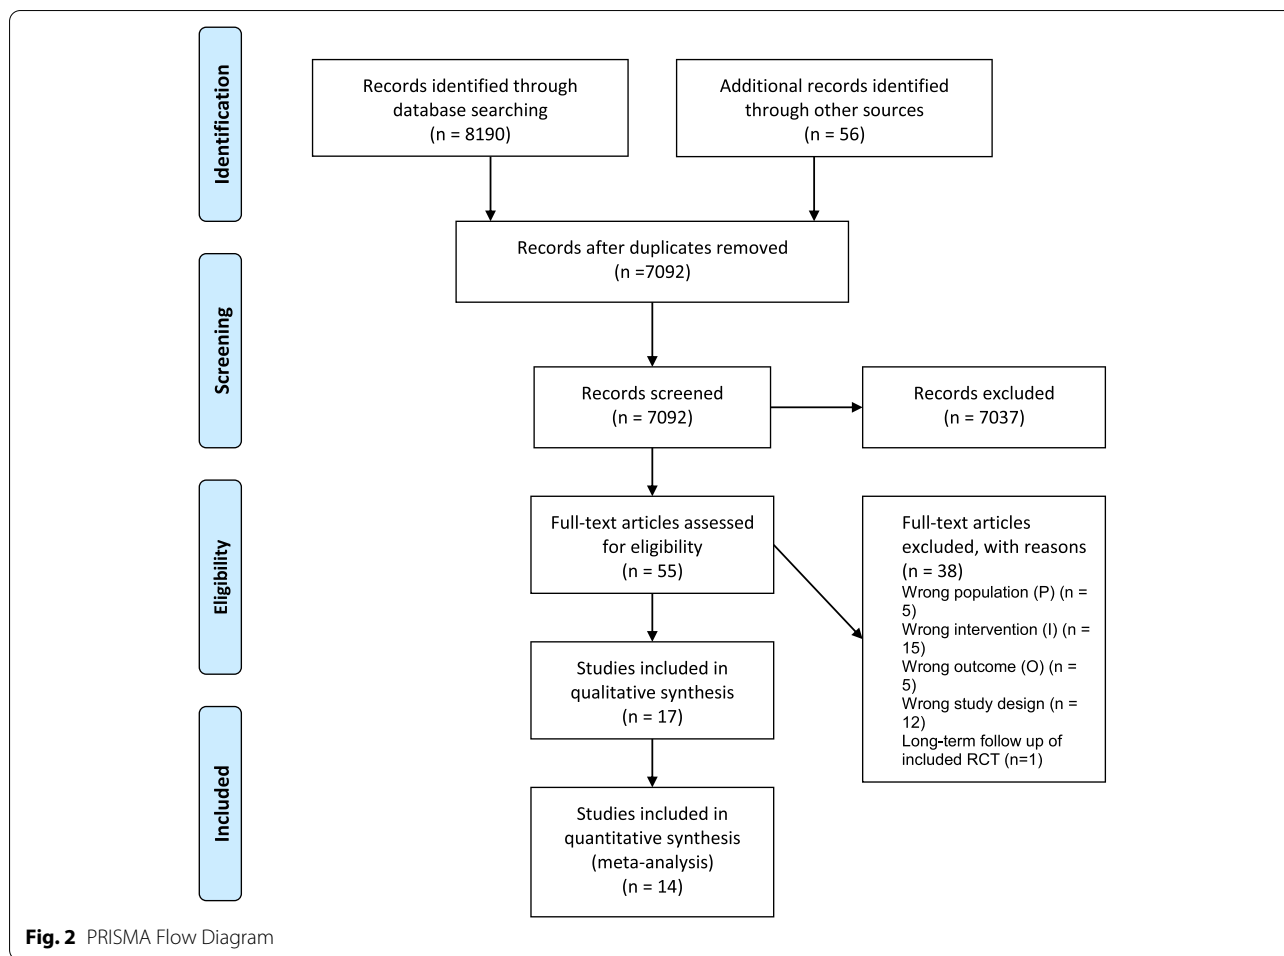 Identification
Records identified through
database searching
(n = 8190)
Additional records identified
through other sources
(n = 56)
Records after duplicates removed
(n =7092)
Screening
Records screened
(n = 7092)
Records excluded
(n = 7037)
Eligibility
Full-text articles assessed
for eligibility
(n = 55)
Full-text articles
excluded, with reasons
(n = 38)
Wrong population (P) (n =
5)
Wrong intervention (I) (n =
15)
Wrong outcome (O) (n =
5)
Wrong study design (n =
12)
Long-term follow up of
included RCT (n=1)
Studies included in
qualitative synthesis
(n = 17)
Included
Studies included in
quantitative synthesis
(meta-analysis)
(n = 14)
Fig. 2 PRISMA Flow Diagram